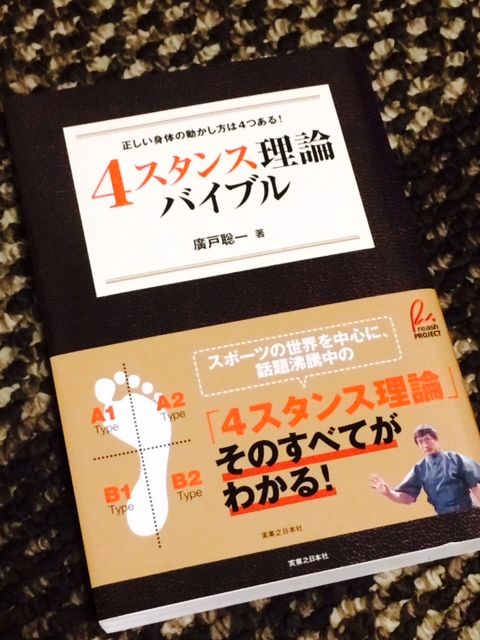 正しい身体の動かし方は4つある!
4スタンス理論
バイブル
廣戸聡一 著
reash
PROJECT
スポーツの世界を中心に、
話題沸騰中の
「4スタンス理論」
そのすべてが
わかる!
A1
Type
A2
Type
B1
Type
B2
Type
実業之日本社
実業之日本社